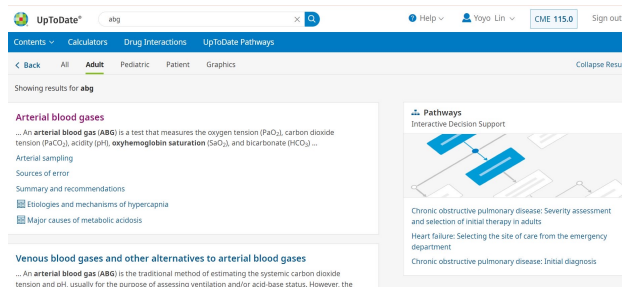 UpToDate®
abg
Help
Yoyo Lin
CME 115.0
Sign out
Contents
Calculators
Drug Interactions
UpToDate Pathways
Back
All
Adult
Pediatric
Patient
Graphics
Collapse Resu
Showing results for abg
Arterial blood gases
... An arterial blood gas (ABG) is a test that measures the oxygen tension (PaO₂), carbon dioxide
tension (PaCO₂), acidity (pH), oxyhemoglobin saturation (SaO₂), and bicarbonate (HCO₃) ...
Arterial sampling
Sources of error
Summary and recommendations
Etiologies and mechanisms of hypercapnia
Major causes of metabolic acidosis
Venous blood gases and other alternatives to arterial blood gases
... An arterial blood gas (ABG) is the traditional method of estimating the systemic carbon dioxide
tension and pH, usually for the purpose of assessing ventilation and/or acid-base status. However, the
Pathways
Interactive Decision Support
Chronic obstructive pulmonary disease: Severity assessment
and selection of initial therapy in adults
Heart failure: Selecting the site of care from the emergency
department
Chronic obstructive pulmonary disease: Initial diagnosis